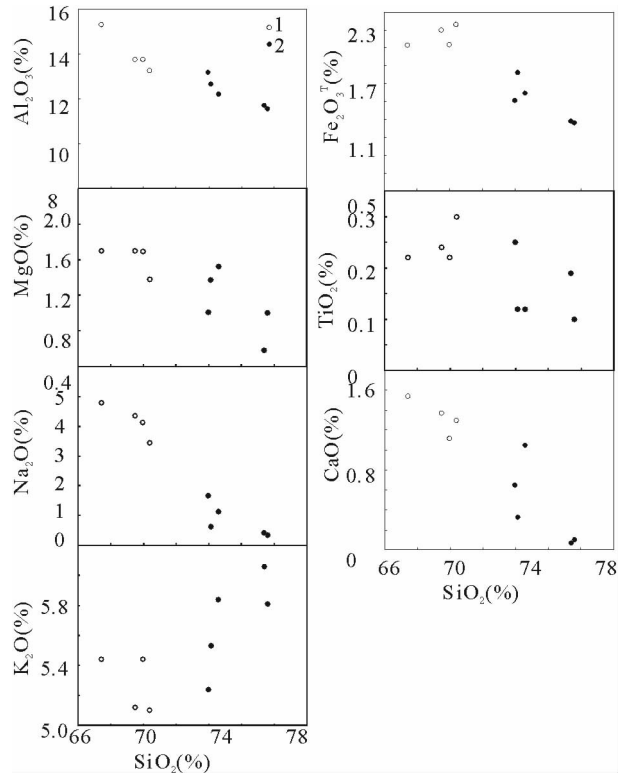 16
14
12
10
8
Al₂O₃(%)
1
2
2.0
1.6
1.2
0.8
0.4
MgO(%)
5
4
3
2
1
0
Na₂O(%)
5.8
5.4
5.0
K₂O(%)
66 70 74 78
SiO₂(%)
2.3
1.7
1.1
0.5
Fe₂O₃ᵀ(%)
0.3
0.2
0.1
0
TiO₂(%)
1.6
0.8
0
CaO(%)
66 70 74 78
SiO₂(%)